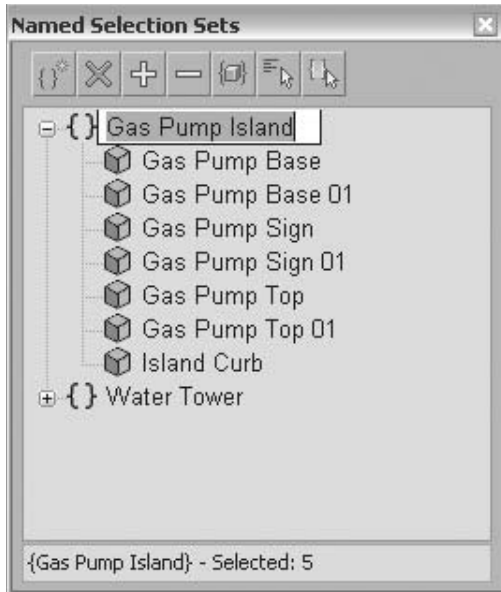 Named Selection Sets
{} Gas Pump Island
Gas Pump Base
Gas Pump Base 01
Gas Pump Sign
Gas Pump Sign 01
Gas Pump Top
Gas Pump Top 01
Island Curb
{} Water Tower
{Gas Pump Island} - Selected: 5